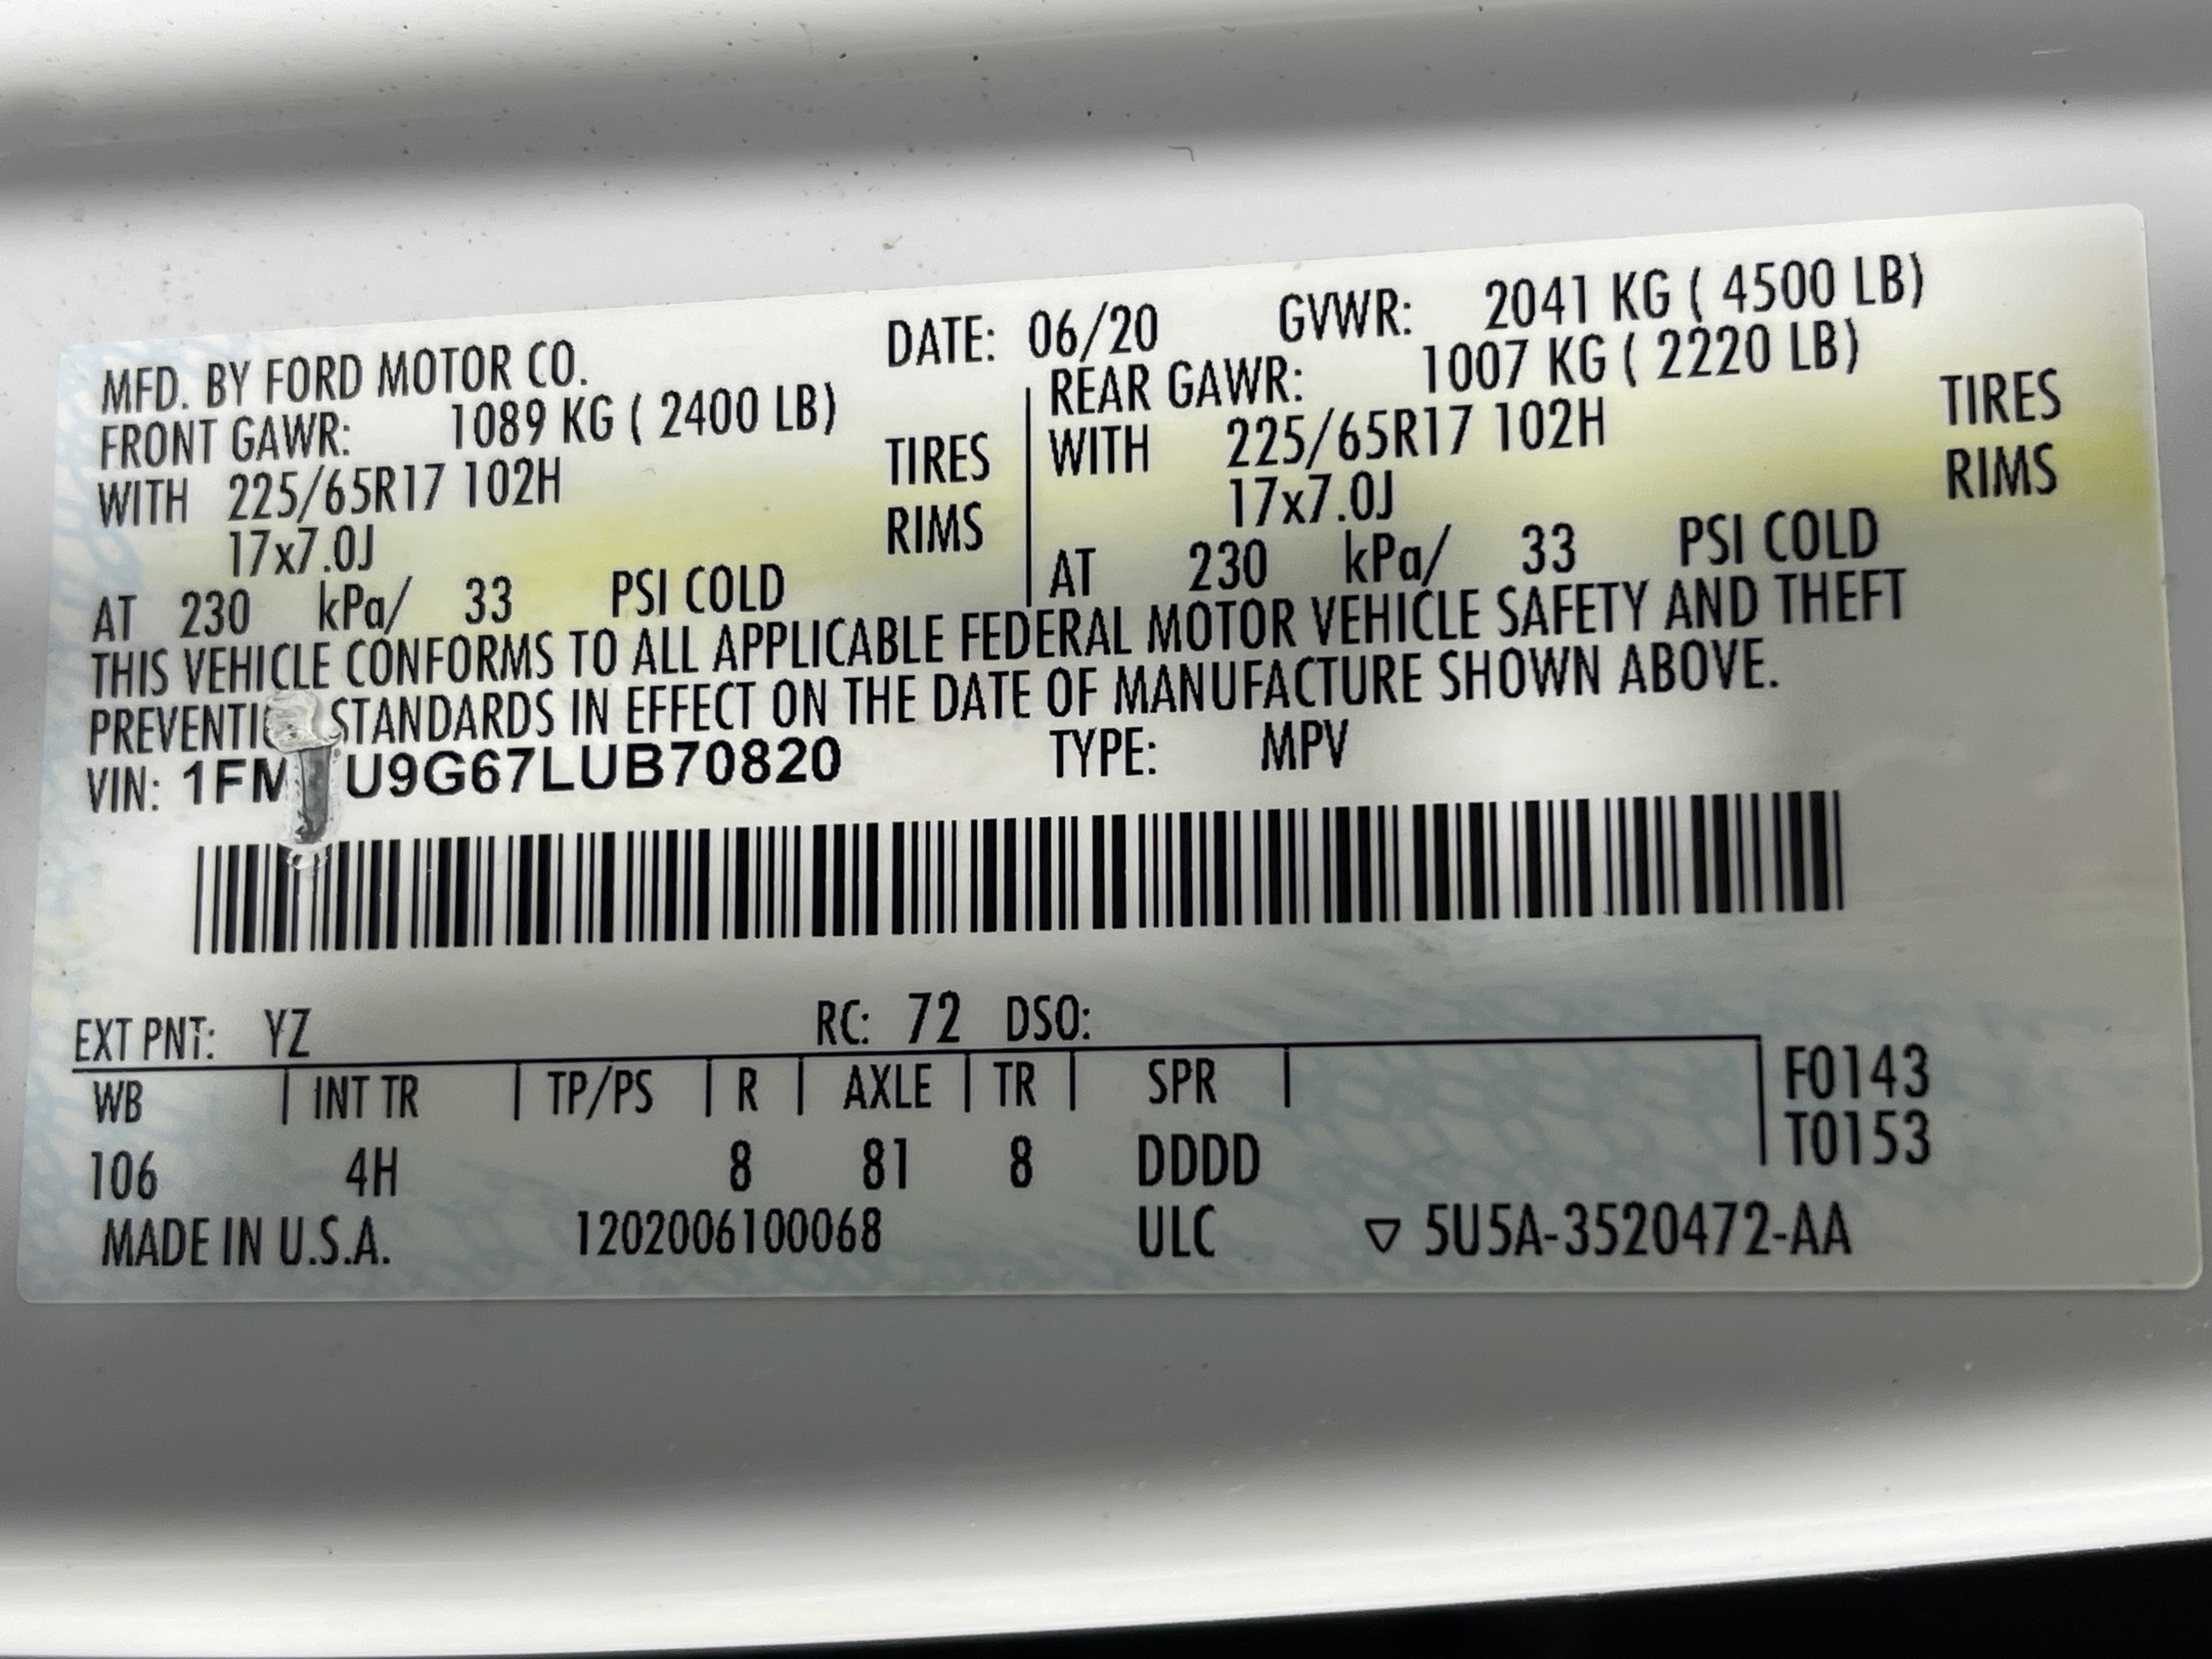 MFD. BY FORD MOTOR CO. DATE: 06/20 GVWR: 2041 KG ( 4500 LB)
FRONT GAWR: 1089 KG ( 2400 LB) REAR GAWR: 1007 KG ( 2220 LB)
WITH 225/65R17 102H TIRES WITH 225/65R17 102H TIRES
17x7.0J RIMS 17x7.0J RIMS
AT 230 kPa/ 33 PSI COLD AT 230 kPa/ 33 PSI COLD
THIS VEHICLE CONFORMS TO ALL APPLICABLE FEDERAL MOTOR VEHICLE SAFETY AND THEFT
STANDARDS IN EFFECT ON THE DATE OF MANUFACTURE SHOWN ABOVE.
VIN: TYPE: MPV
EXT PNT: YZ RC: 72 DSO:
WB INT TR TP/PS R AXLE TR SPR F0143
106 4H 8 81 8 DDDD T0153
MADE IN U.S.A. 1202006100068 ULC ▽ 5U5A-3520472-AA